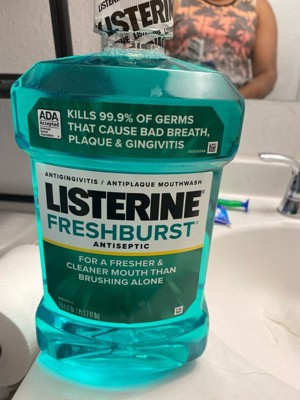 LISTERINE
ADA
Accepted
KILLS 99.9% OF GERMS
THAT CAUSE BAD BREATH,
PLAQUE & GINGIVITIS
ANTIGINGIVITIS / ANTIPLAQUE MOUTHWASH
LISTERINE
FRESHBURST
ANTISEPTIC
FOR A FRESHER &
CLEANER MOUTH THAN
BRUSHING ALONE